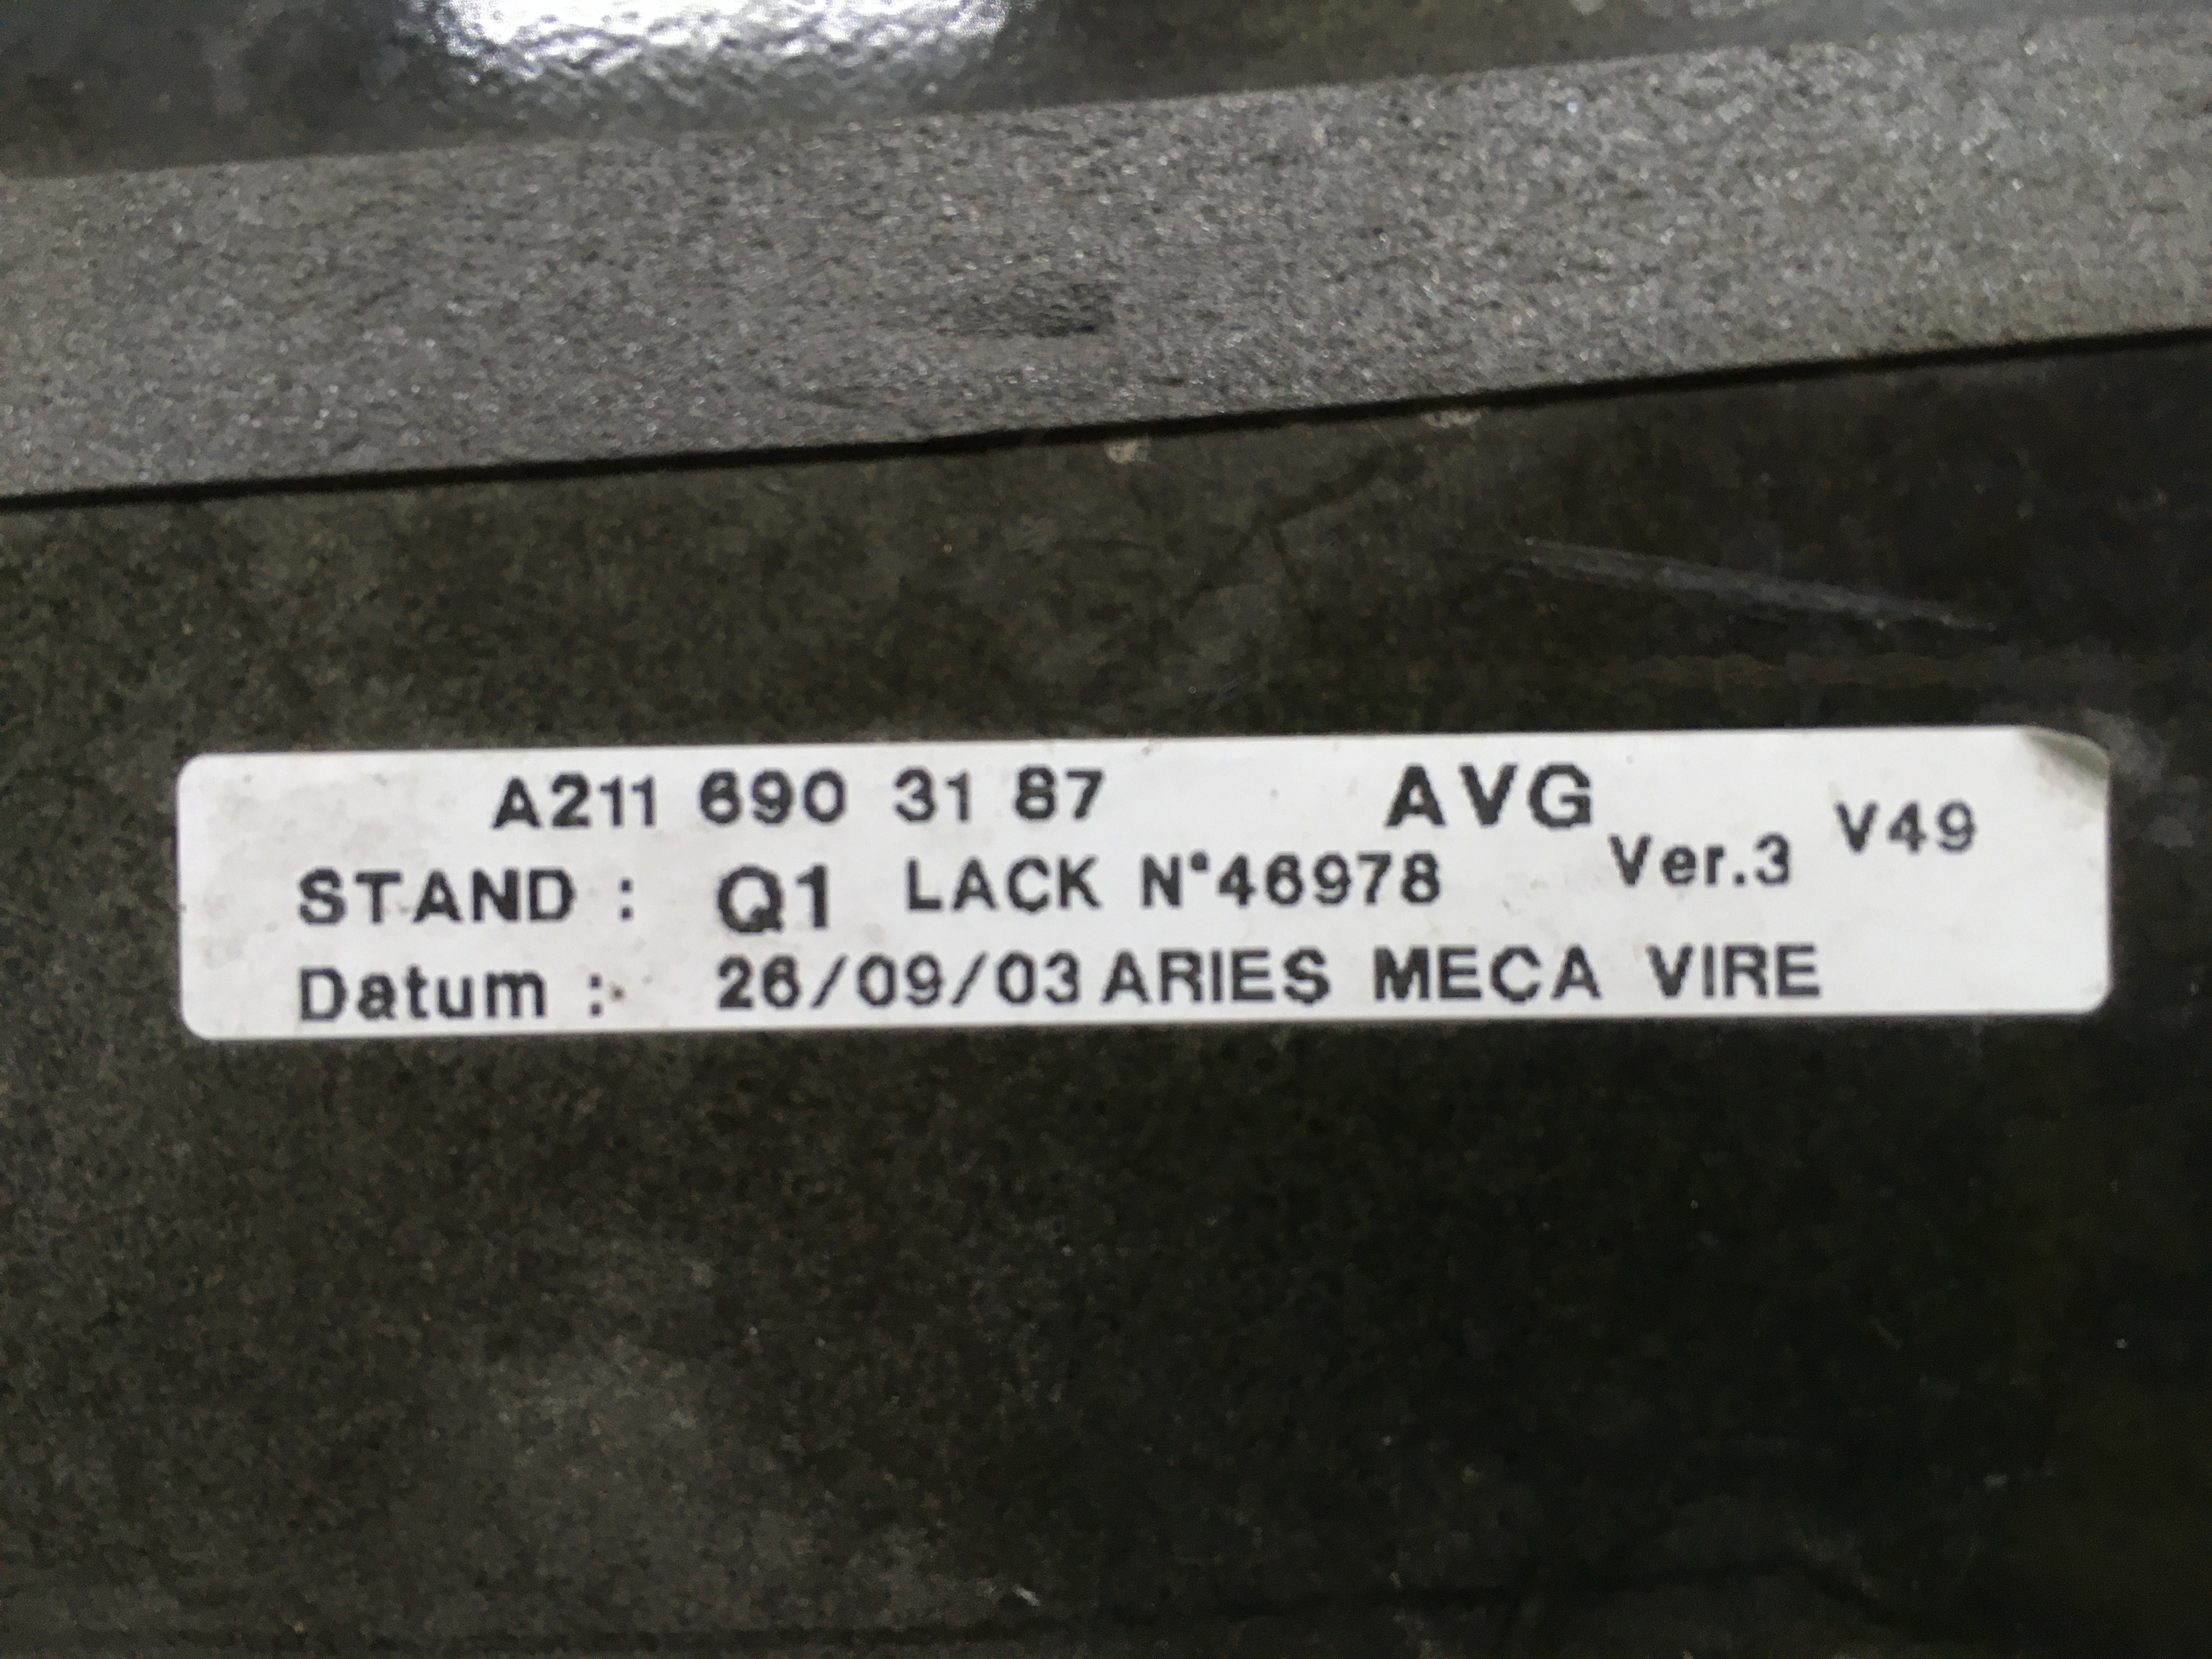 A211 690 31 87 AVG
STAND : Q1 LACK N°46978 Ver.3 V49
Datum : 26/09/03 ARIES MECA VIRE